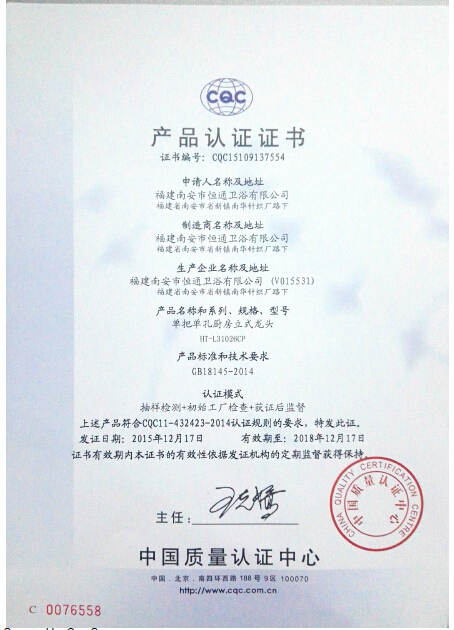 CQC
产品认证证书
证书编号: CQC15109137554
申请人名称及地址
福建南安市恒通卫浴有限公司
福建省南安市省新镇南华针织厂路下
制造商名称及地址
福建南安市恒通卫浴有限公司
福建省南安市省新镇南华针织厂路下
生产企业名称及地址
福建南安市恒通卫浴有限公司 (V015531)
福建省南安市省新镇南华针织厂路下
产品名称和系列、规格、型号
单把单孔厨房立式龙头
HT-L31026CP
产品标准和技术要求
GB18145-2014
认证模式
抽样检测+初始工厂检查+获证后监督
上述产品符合CQC11-432423-2014认证规则的要求, 特发此证。
发证日期: 2015年12月17日 有效期至: 2018年12月17日
证书有效期内本证书的有效性依据发证机构的定期监督获得保持。
主任:
CHINA QUALITY CERTIFICATION CENTRE
中国质量认证中心
中国质量认证中心
中国.北京.南四环西路188号9区 100070
http://www.cqc.com.cn
C 0076558